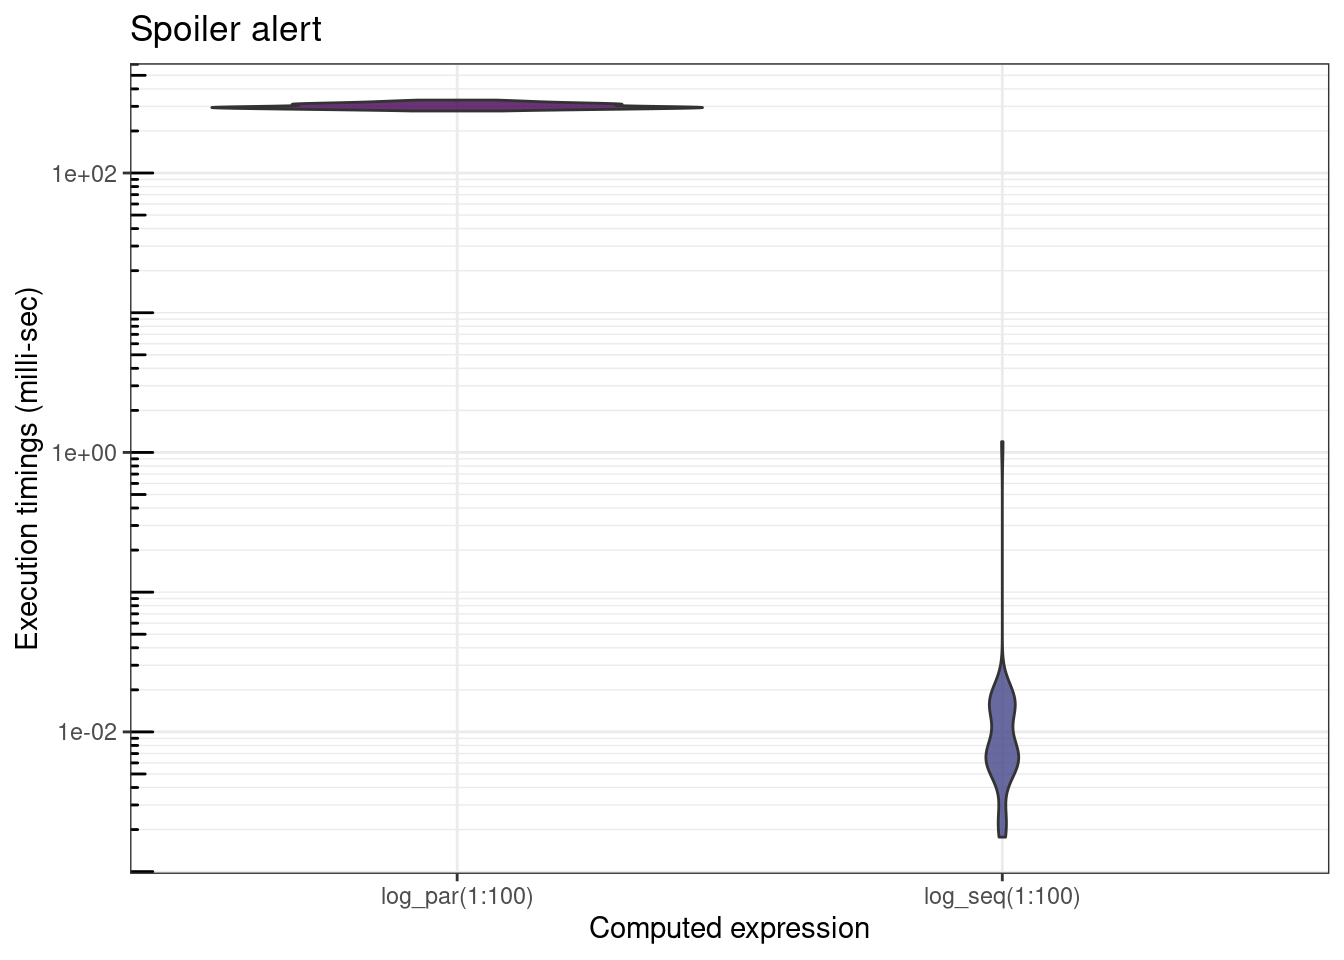 Spoiler alert
Execution timings (milli-sec)
1e+02
1e+00
1e-02
log_par(1:100) log_seq(1:100)
Computed expression